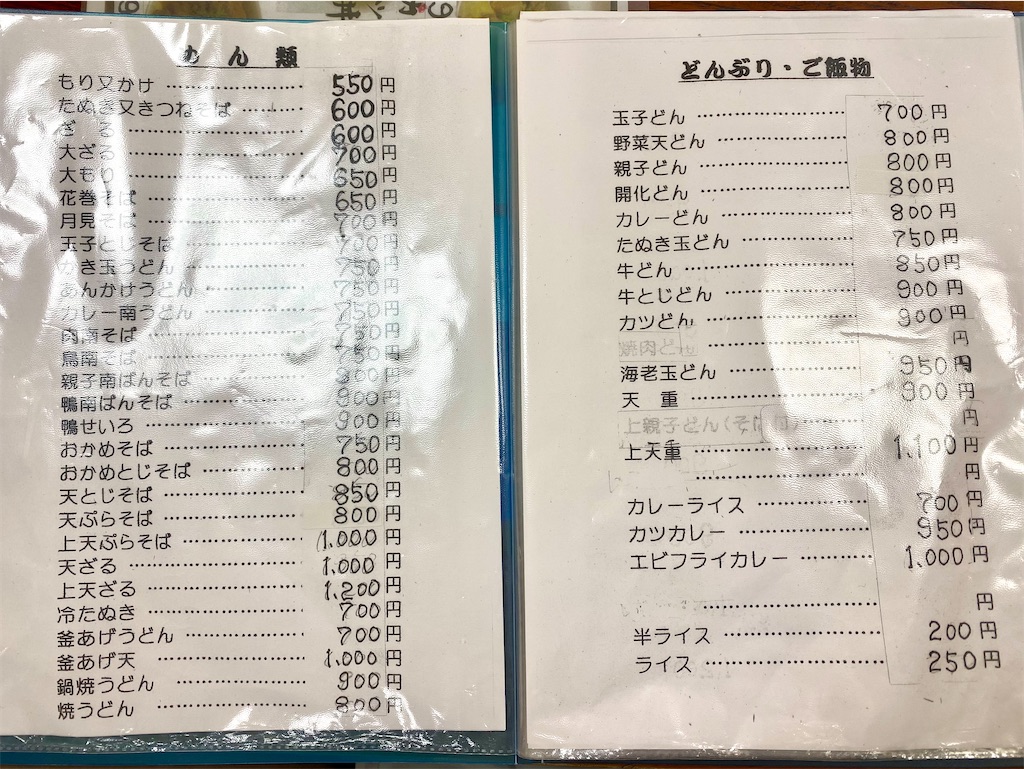 めん類
もり又かけ ………………… 550円
たぬき又きつねそば ………… 600円
ざる ………………… 600円
大ざる ………………… 700円
大もり ………………… 650円
花巻そば ………………… 650円
月見そば ………………… 700円
玉子とじそば ………………… 700円
かき玉うどん ………………… 750円
あんかけうどん ………………… 750円
カレー南うどん ………………… 750円
肉南そば ………………… 750円
鳥南そば ………………… 750円
親子南ばんそば ………………… 800円
鴨南ばんそば ………………… 800円
鴨せいろ ………………… 900円
おかめそば ………………… 750円
おかめとじそば ………………… 800円
天とじそば ………………… 850円
天ぷらそば ………………… 800円
上天ぷらそば ………………… 1,000円
天ざる ………………… 1,000円
上天ざる ………………… 1,200円
冷たぬき ………………… 700円
釜あげうどん ………………… 700円
釜あげ天 ………………… 1,000円
鍋焼うどん ………………… 900円
焼うどん ………………… 800円
どんぶり・ご飯物
玉子どん ………………… 700円
野菜天どん ………………… 800円
親子どん ………………… 800円
開化どん ………………… 800円
カレーどん ………………… 800円
たぬき玉どん ………………… 750円
牛どん ………………… 850円
牛とじどん ………………… 900円
カツどん ………………… 900円
焼肉どん ………………… 円
海老玉どん ………………… 950円
天重 ………………… 900円
上親子どん 円
上天重 ………………… 1,100円
………………… 円
カレーライス ………………… 700円
カツカレー ………………… 950円
エビフライカレー ………… 1,000円
………………… 円
半ライス ………………… 200円
ライス ………………… 250円